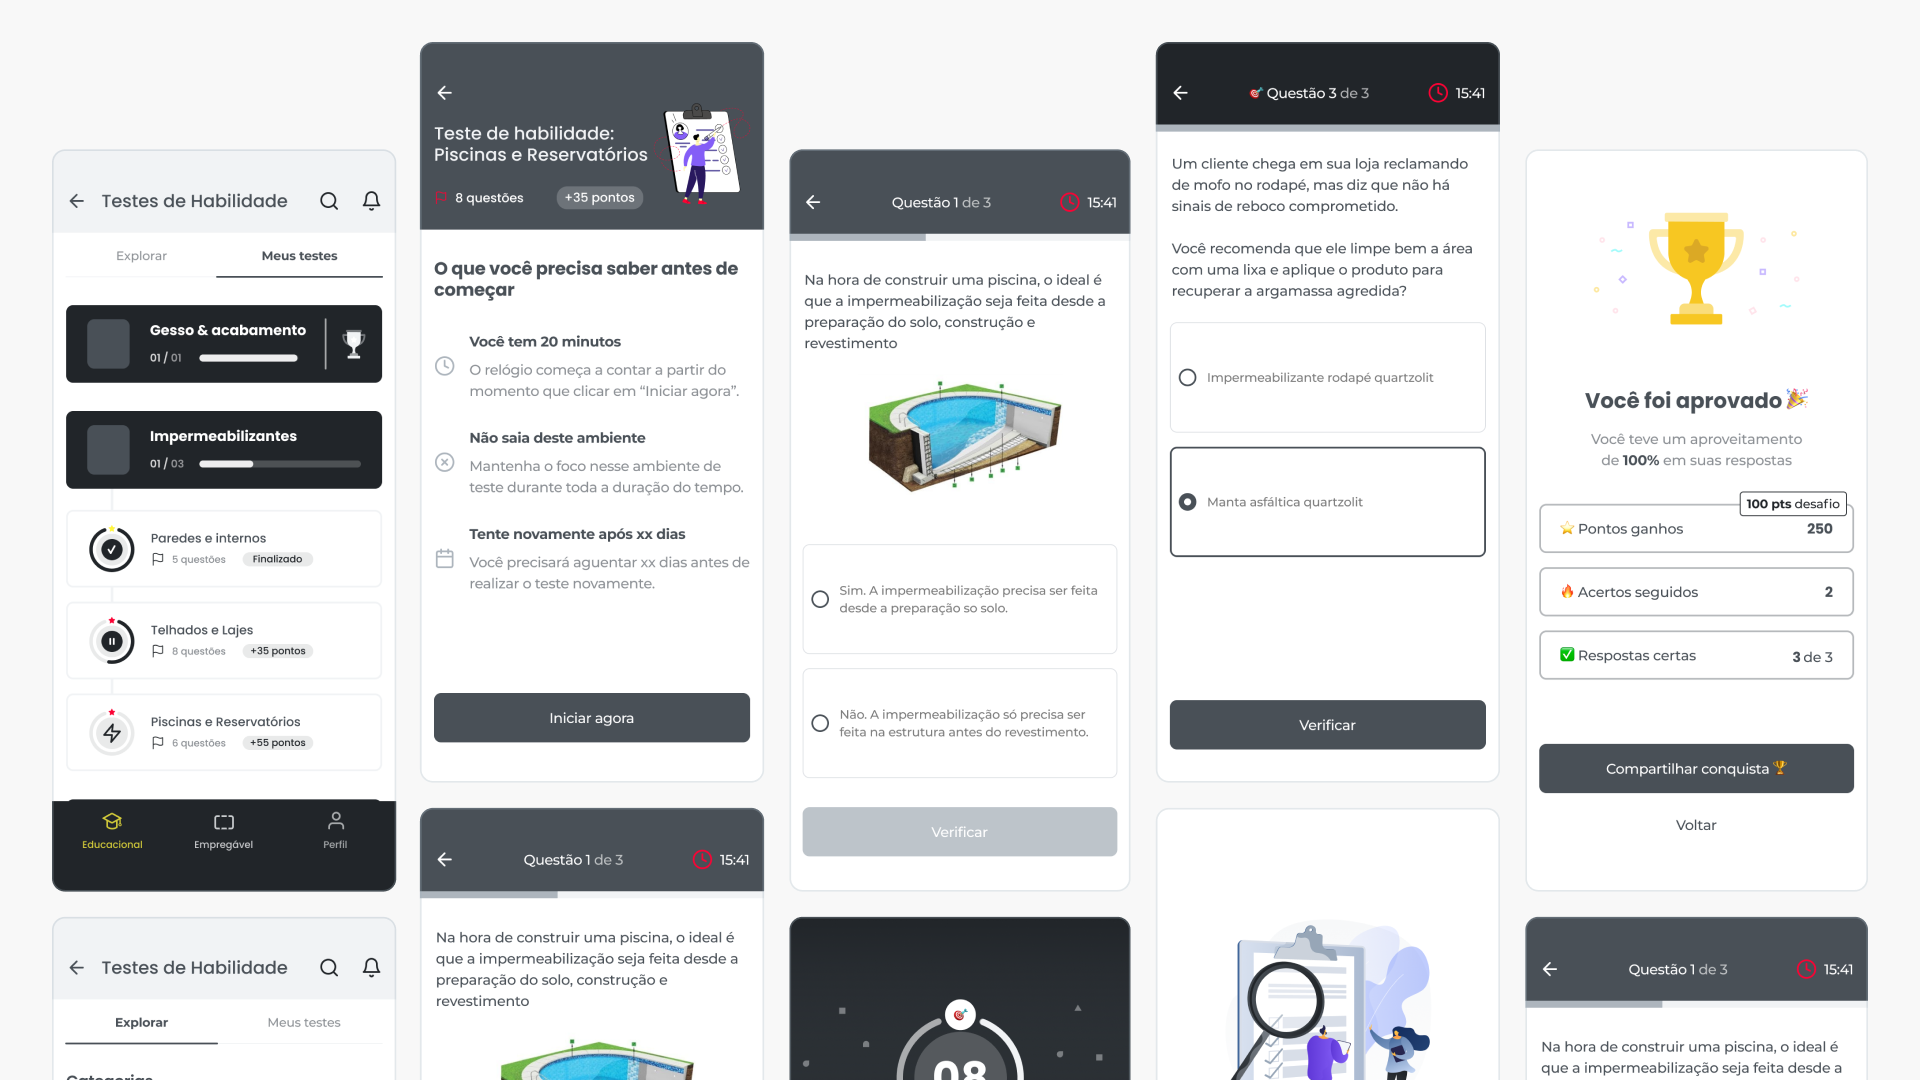 Testes de Habilidade
Explorar
Meus testes
Gesso & acabamento
01 / 01
Impermeabilizantes
01 / 03
Paredes e internos
5 questões
Finalizado
Telhados e Lajes
8 questões
+35 pontos
Piscinas e Reservatórios
6 questões
+55 pontos
Educacional
Empregável
Perfil
Testes de Habilidade
Explorar
Meus testes
Categorias
Teste de habilidade:
Piscinas e Reservatórios
8 questões
+35 pontos
O que você precisa saber antes de
começar
Você tem 20 minutos
O relógio começa a contar a partir do
momento que clicar em “Iniciar agora”.
Não saia deste ambiente
Mantenha o foco nesse ambiente de
teste durante toda a duração do tempo.
Tente novamente após xx dias
Você precisará aguentar xx dias antes de
realizar o teste novamente.
Iniciar agora
Questão 1 de 3
15:41
Na hora de construir uma piscina, o ideal é
que a impermeabilização seja feita desde a
preparação do solo, construção e
revestimento
Questão 1 de 3
15:41
Na hora de construir uma piscina, o ideal é
que a impermeabilização seja feita desde a
preparação do solo, construção e
revestimento
Sim. A impermeabilização precisa ser feita
desde a preparação so solo.
Não. A impermeabilização só precisa ser
feita na estrutura antes do revestimento.
Verificar
08
Questão 3 de 3
15:41
Um cliente chega em sua loja reclamando
de mofo no rodapé, mas diz que não há
sinais de reboco comprometido.
Você recomenda que ele limpe bem a área
com uma lixa e aplique o produto para
recuperar a argamassa agredida?
Impermeabilizante rodapé quartzolit
Manta asfáltica quartzolit
Verificar
Você foi aprovado
Você teve um aproveitamento
de 100% em suas respostas
100 pts desafio
Pontos ganhos
250
Acertos seguidos
2
Respostas certas
3 de 3
Compartilhar conquista
Voltar
Questão 1 de 3
15:41
Na hora de construir uma piscina, o ideal é
que a impermeabilização seja feita desde a